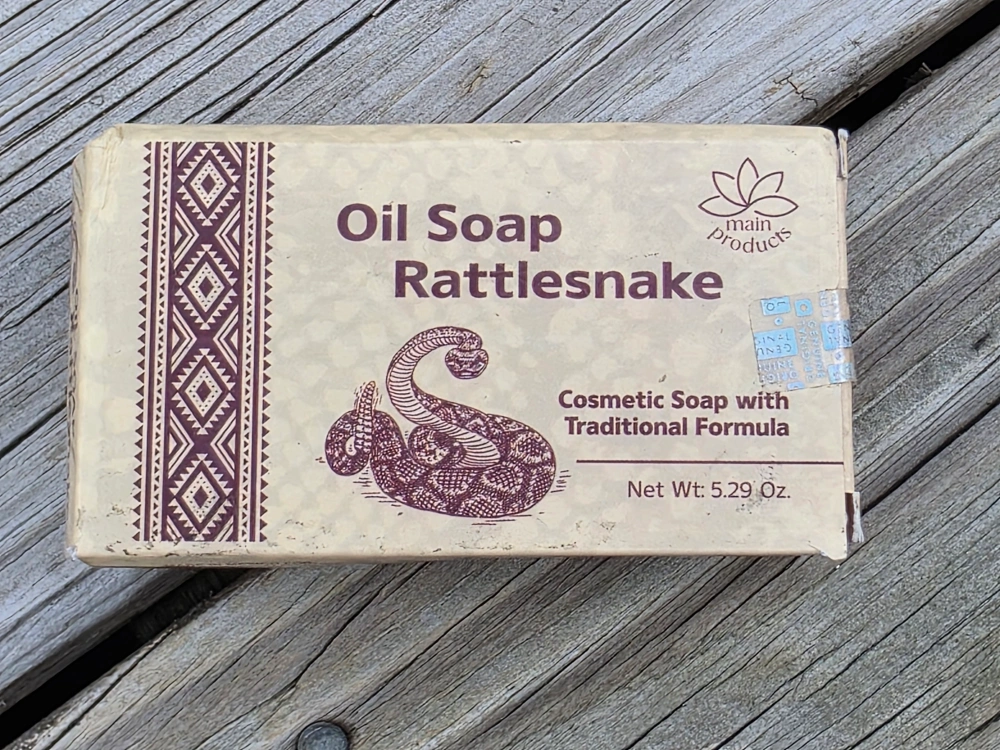 Oil Soap
Rattlesnake
main
products
Cosmetic Soap with
Traditional Formula
Net Wt: 5.29 Oz.